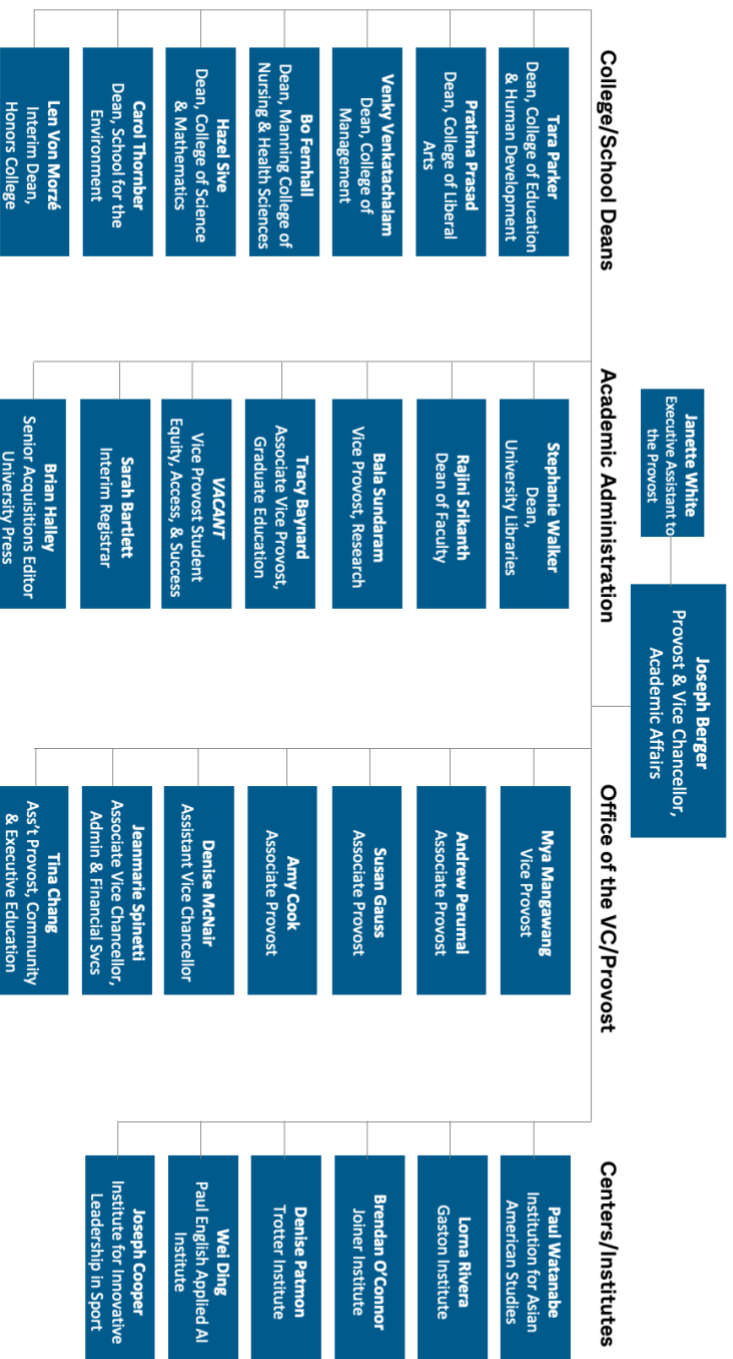 Joseph Berger
Provost & Vice Chancellor,
Academic Affairs
Janette White
Executive Assistant to
the Provost
College/School Deans
Tara Parker
Dean, College of Education
& Human Development
Pratima Prasad
Dean, College of Liberal
Arts
Venky Venkatachalam
Dean, College of
Management
Bo Fernhall
Dean, Manning College of
Nursing & Health Sciences
Hazel Sive
Dean, College of Science
& Mathematics
Carol Thornber
Dean, School for the
Environment
Len Von Morzé
Interim Dean,
Honors College
Academic Administration
Stephanie Walker
Dean,
University Libraries
Rajini Srikanth
Dean of Faculty
Bala Sundaram
Vice Provost, Research
Tracy Baynard
Associate Vice Provost,
Graduate Education
VACANT
Vice Provost Student
Equity, Access, & Success
Sarah Bartlett
Interim Registrar
Brian Halley
Senior Acquisitions Editor
University Press
Office of the VC/Provost
Mya Mangawang
Vice Provost
Andrew Perumal
Associate Provost
Susan Gauss
Associate Provost
Amy Cook
Associate Provost
Denise McNair
Assistant Vice Chancellor
Jeanmarie Spinetti
Associate Vice Chancellor,
Admin & Financial Svcs
Tina Chang
Ass't Provost, Community
& Executive Education
Centers/Institutes
Paul Watanabe
Institution for Asian
American Studies
Lorna Rivera
Gaston Institute
Brendan O'Connor
Joiner Institute
Denise Patmon
Trotter Institute
Wei Ding
Paul English Applied AI
Institute
Joseph Cooper
Institute for Innovative
Leadership in Sport